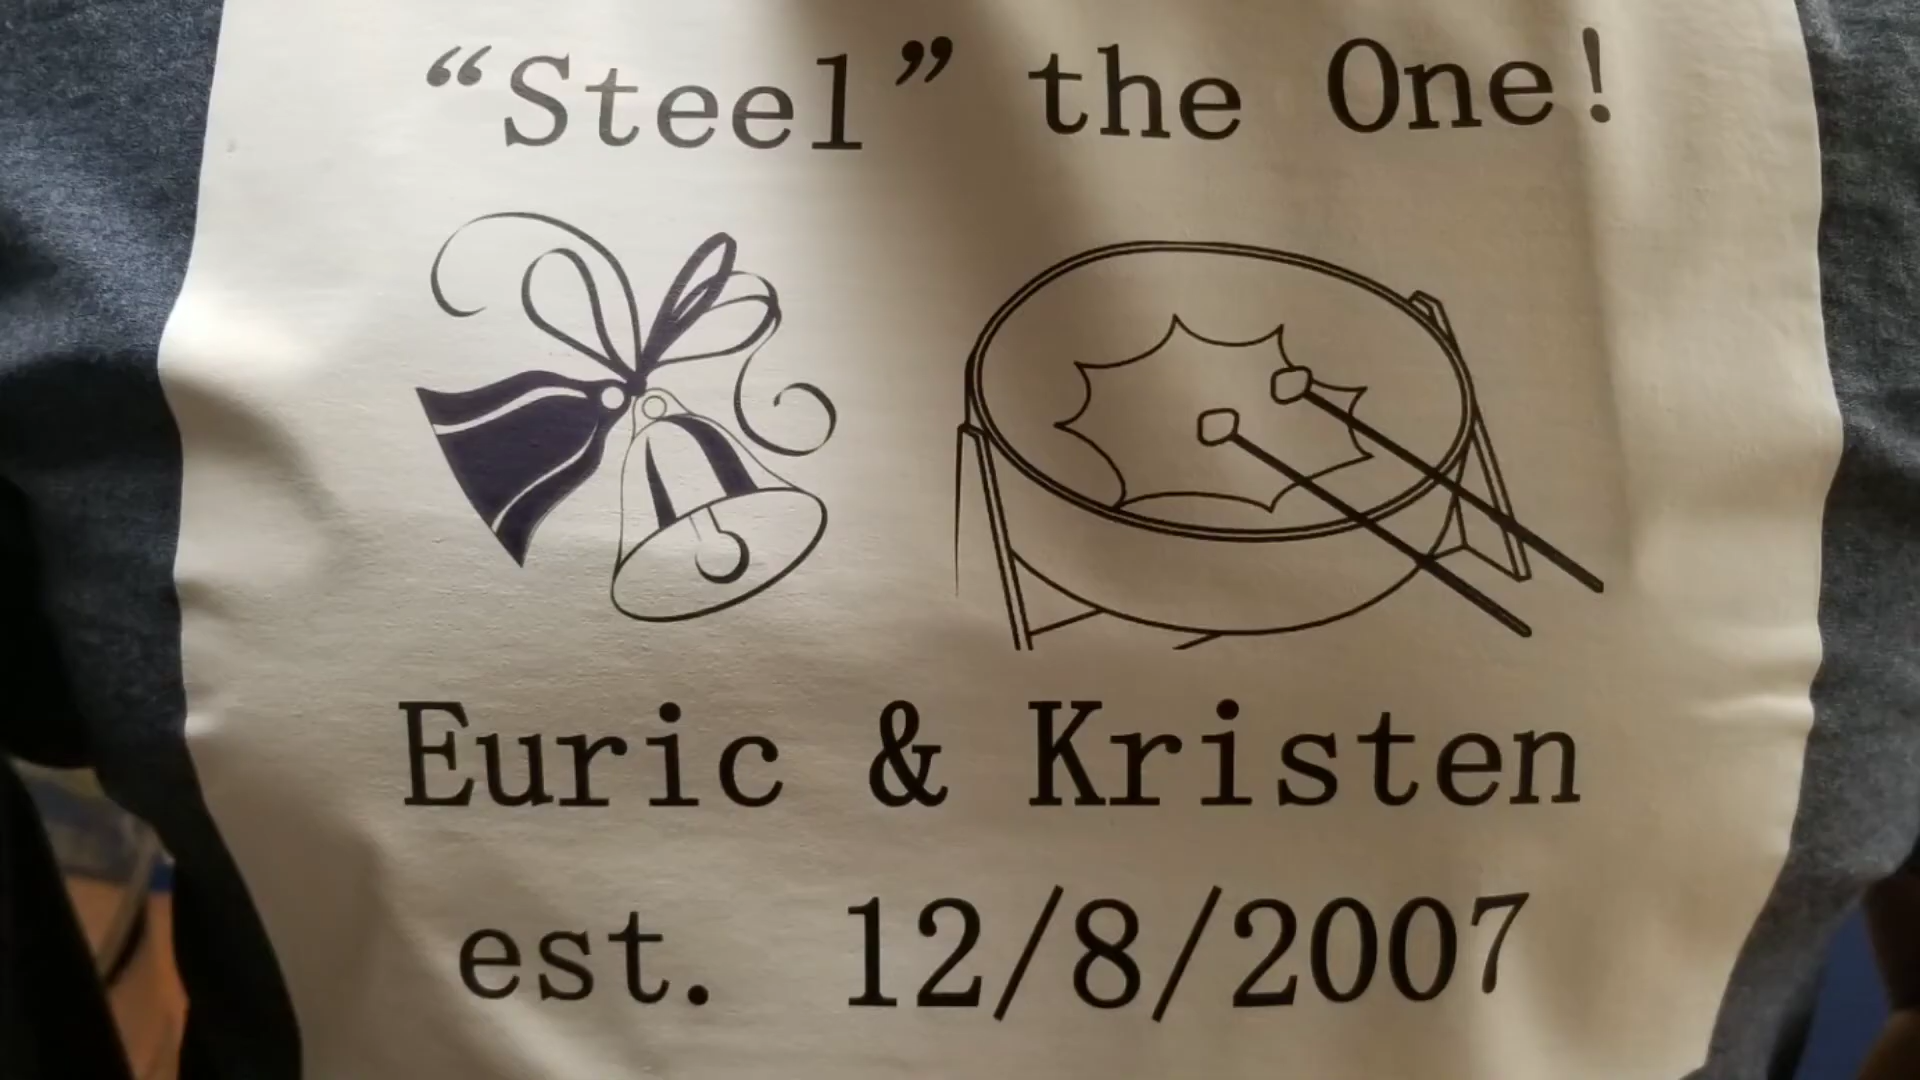 “Steel” the One!
Euric & Kristen
est. 12/8/2007